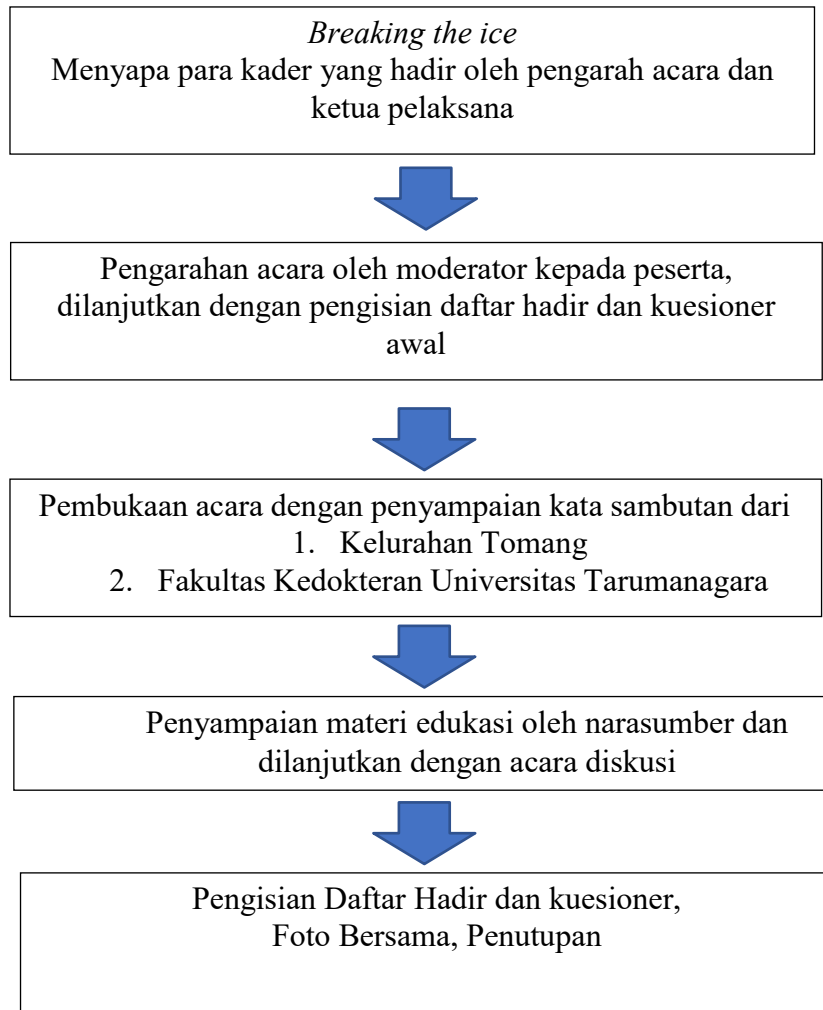 Breaking the ice
Menyapa para kader yang hadir oleh pengarah acara dan
ketua pelaksana
Pengarahan acara oleh moderator kepada peserta,
dilanjutkan dengan pengisian daftar hadir dan kuesioner
awal
Pembukaan acara dengan penyampaian kata sambutan dari
1. Kelurahan Tomang
2. Fakultas Kedokteran Universitas Tarumanagara
Penyampaian materi edukasi oleh narasumber dan
dilanjutkan dengan acara diskusi
Pengisian Daftar Hadir dan kuesioner,
Foto Bersama, Penutupan